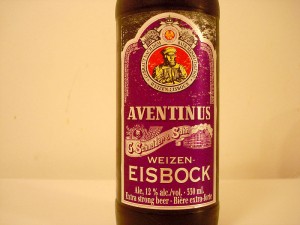 AVENTINUS
G. Schneider & Sohn
WEIZEN-
EISBOCK
Ale, 12 % alc./vol. · 330 ml.
Extra strong beer · Bière extra-forte